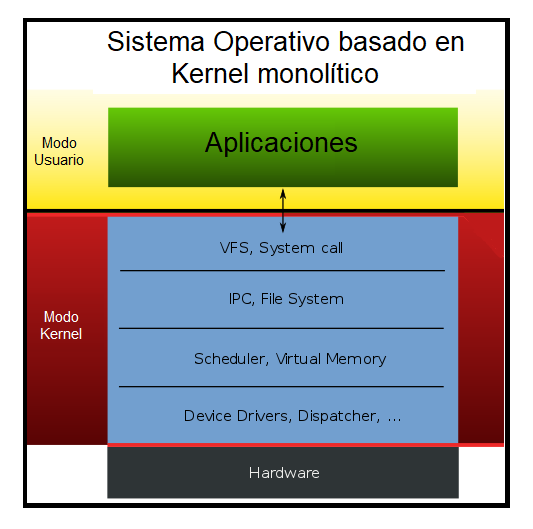 Sistema Operativo basado en
Kernel monolítico
Modo
Usuario
Aplicaciones
VFS, System call
IPC, File System
Modo
Kernel
Scheduler, Virtual Memory
Device Drivers, Dispatcher, ...
Hardware